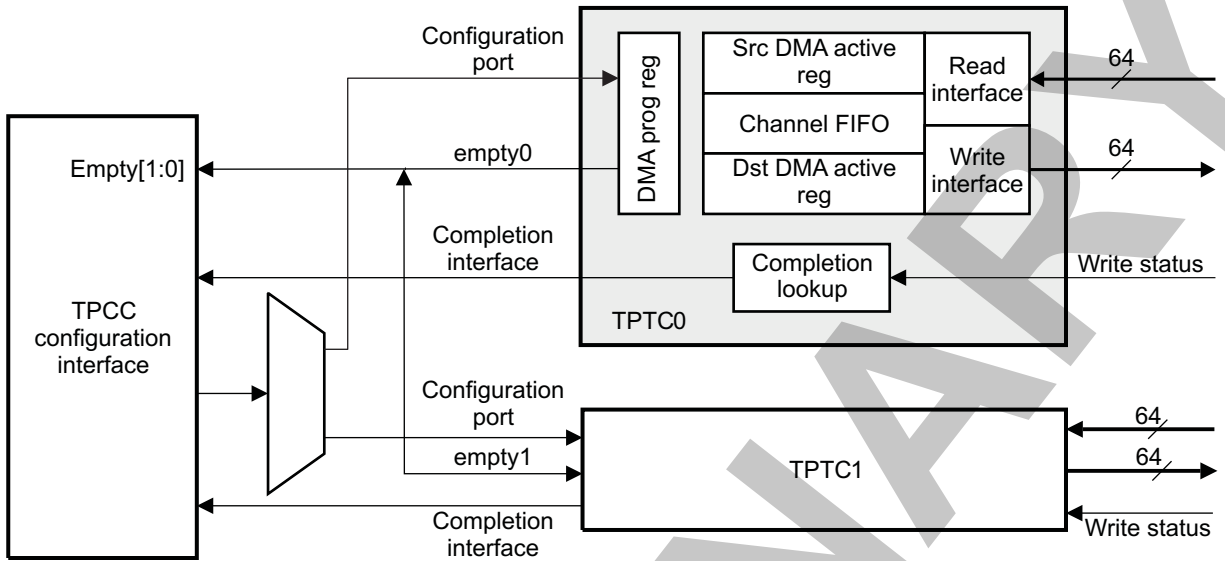 Configuration
port
DMA prog reg
Src DMA active
reg
Read
interface
64
Channel FIFO
Empty[1:0]
empty0
Dst DMA active
reg
Write
interface
64
Completion
interface
Completion
lookup
Write status
TPTC0
TPCC
configuration
interface
Configuration
port
empty1
TPTC1
64
64
Completion
interface
Write status